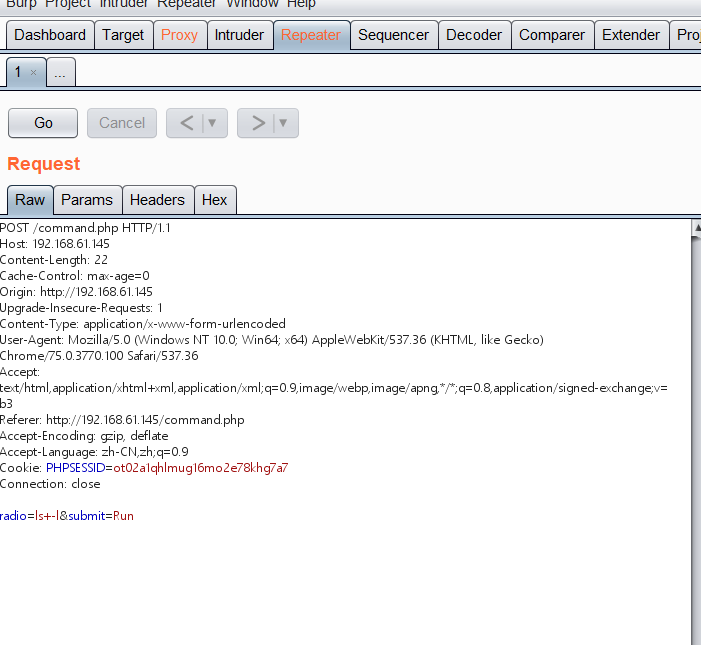 Burp Project Intruder Repeater Window Help
Dashboard Target Proxy Intruder Repeater Sequencer Decoder Comparer Extender
1 × ...
Go Cancel < ▼ > ▼
Request
Raw Params Headers Hex
POST /command.php HTTP/1.1
Host: 192.168.61.145
Content-Length: 22
Cache-Control: max-age=0
Origin: http://192.168.61.145
Upgrade-Insecure-Requests: 1
Content-Type: application/x-www-form-urlencoded
User-Agent: Mozilla/5.0 (Windows NT 10.0; Win64; x64) AppleWebKit/537.36 (KHTML, like Gecko)
Chrome/75.0.3770.100 Safari/537.36
Accept:
text/html,application/xhtml+xml,application/xml;q=0.9,image/webp,image/apng,*/*;q=0.8,application/signed-exchange;v=
b3
Referer: http://192.168.61.145/command.php
Accept-Encoding: gzip, deflate
Accept-Language: zh-CN,zh;q=0.9
Cookie: PHPSESSID=ot02a1qhlmug16mo2e78khg7a7
Connection: close
radio=ls+-l&submit=Run